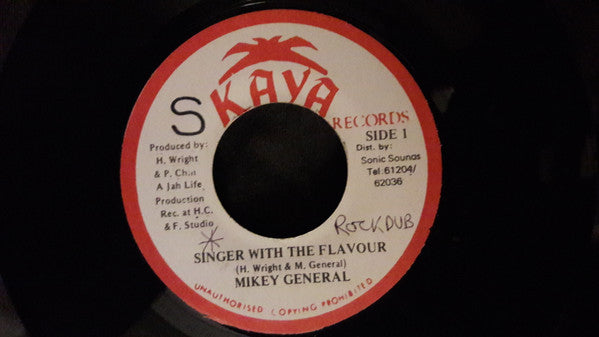 KAYA
RECORDS
S
SIDE 1
Produced by:
H. Wright
& P. Chin
A Jah Life
Production
Rec. at H.C.
& F. Studio
Dist. by:
Sonic Sounds
Tel: 61204/
62036
ROCK DUB
*
SINGER WITH THE FLAVOUR
(H. Wright & M. General)
MIKEY GENERAL
UNAUTHORISED COPYING PROHIBITED